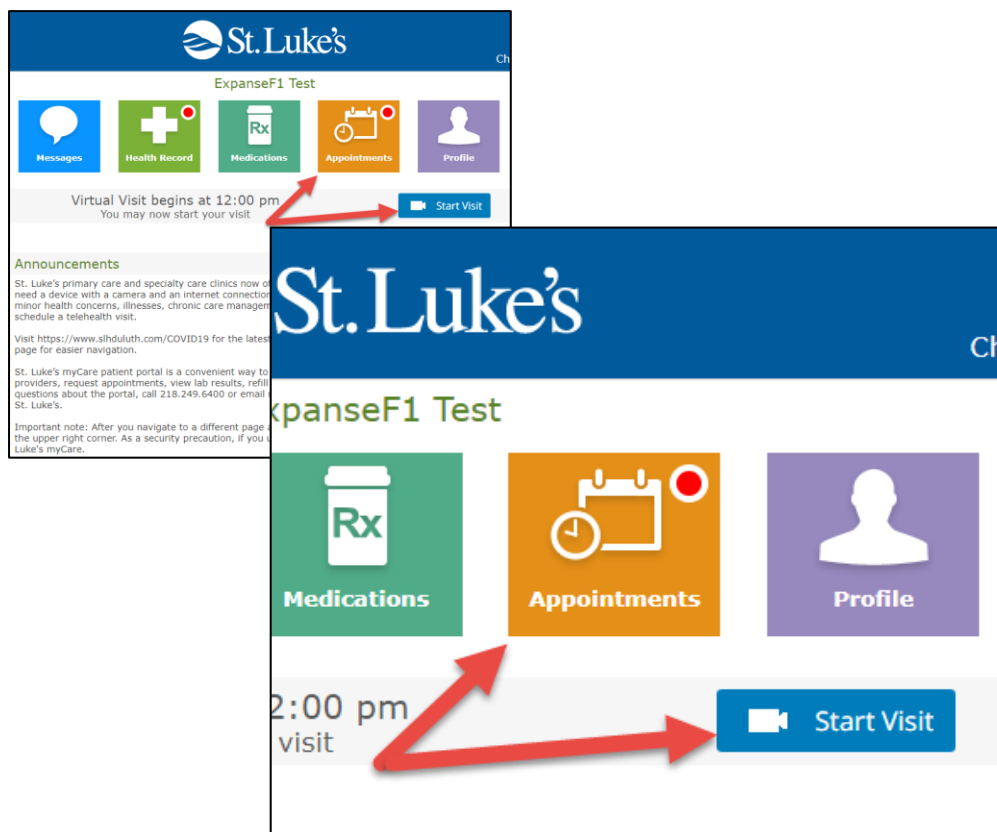 St. Luke's
Ch
ExpanseF1 Test
Messages
Health Record
Rx
Medications
Appointments
Profile
Virtual Visit begins at 12:00 pm
You may now start your visit
Start Visit
Announcements
St. Luke's primary care and specialty care clinics now o
need a device with a camera and an internet connection
minor health concerns, illnesses, chronic care managem
schedule a telehealth visit.
Visit https://www.slhduluth.com/COVID19 for the latest
page for easier navigation.
St. Luke's myCare patient portal is a convenient way to
providers, request appointments, view lab results, refill
questions about the portal, call 218.249.6400 or email
St. Luke's.
Important note: After you navigate to a different page a
the upper right corner. As a security precaution, if you u
Luke's myCare.
St. Luke's
Ch
xpanseF1 Test
Rx
Medications
Appointments
Profile
2:00 pm
visit
Start Visit